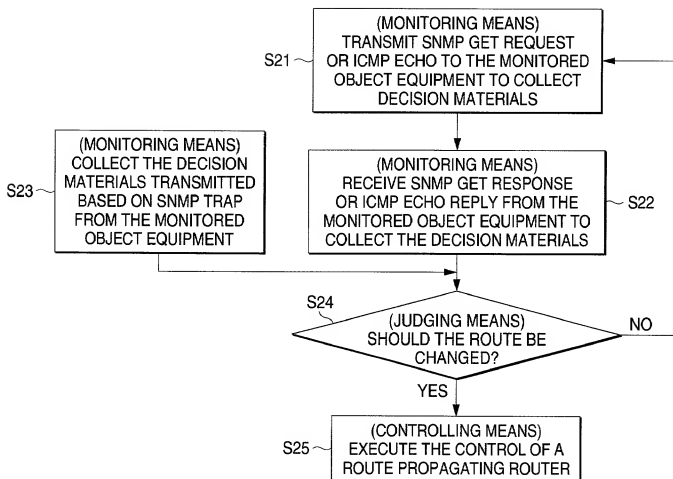 (MONITORING MEANS)
TRANSMIT SNMP GET REQUEST
OR ICMP ECHO TO THE MONITORED
OBJECT EQUIPMENT TO COLLECT
DECISION MATERIALS
S21
(MONITORING MEANS)
COLLECT THE DECISION
MATERIALS TRANSMITTED
BASED ON SNMP TRAP
FROM THE MONITORED
OBJECT EQUIPMENT
S23
(MONITORING MEANS)
RECEIVE SNMP GET RESPONSE
OR ICMP ECHO REPLY FROM THE
MONITORED OBJECT EQUIPMENT TO
COLLECT THE DECISION MATERIALS
S22
S24
(JUDGING MEANS)
SHOULD THE ROUTE BE
CHANGED?
NO
YES
(CONTROLLING MEANS)
EXECUTE THE CONTROL OF A
ROUTE PROPAGATING ROUTER
S25